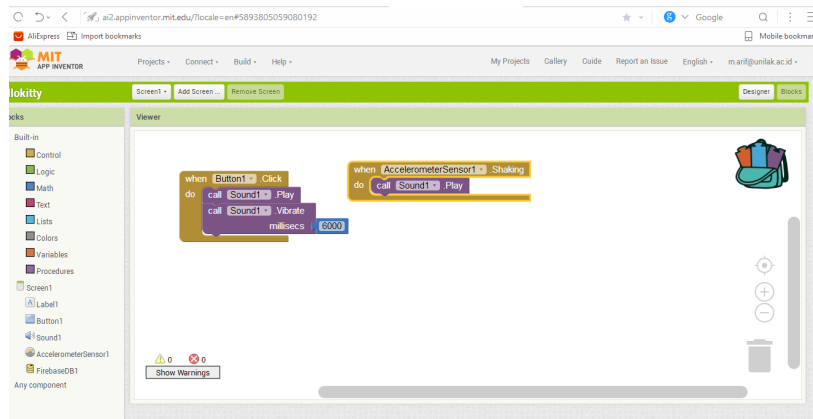 ai2.appinventor.mit.edu/?locale=en#5893805059080192
Google
AliExpress Import bookmarks
Mobile bookmar
MIT
APP INVENTOR
Projects Connect Build Help
My Projects Gallery Guide Report an Issue English m.arif@unilak.ac.id
llokitty
Screen1 Add Screen ... Remove Screen
Designer Blocks
ocks
Viewer
Built-in
Control
Logic
Math
Text
Lists
Colors
Variables
Procedures
Screen1
Label1
Button1
Sound1
AccelerometerSensor1
FirebaseDB1
Any component
when Button1 .Click
do call Sound1 .Play
call Sound1 .Vibrate
millisecs 6000
when AccelerometerSensor1 .Shaking
do call Sound1 .Play
0 0
Show Warnings